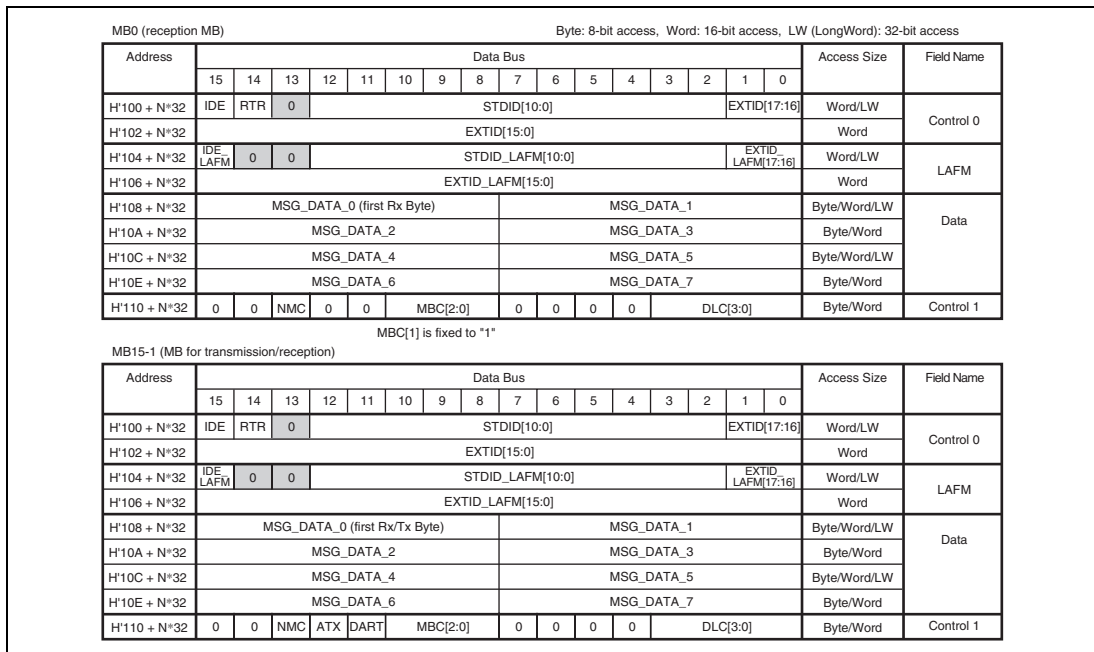 MB0 (reception MB) Byte: 8-bit access, Word: 16-bit access, LW (LongWord): 32-bit access
Address Data Bus Access Size Field Name
15 14 13 12 11 10 9 8 7 6 5 4 3 2 1 0
H'100 + N*32 IDE RTR 0 STDID[10:0] EXTID[17:16] Word/LW Control 0
H'102 + N*32 EXTID[15:0] Word
H'104 + N*32 IDE_LAFM 0 0 STDID_LAFM[10:0] EXTID_LAFM[17:16] Word/LW LAFM
H'106 + N*32 EXTID_LAFM[15:0] Word
H'108 + N*32 MSG_DATA_0 (first Rx Byte) MSG_DATA_1 Byte/Word/LW Data
H'10A + N*32 MSG_DATA_2 MSG_DATA_3 Byte/Word
H'10C + N*32 MSG_DATA_4 MSG_DATA_5 Byte/Word/LW
H'10E + N*32 MSG_DATA_6 MSG_DATA_7 Byte/Word
H'110 + N*32 0 0 NMC 0 0 MBC[2:0] 0 0 0 0 DLC[3:0] Byte/Word Control 1
MBC[1] is fixed to "1"
MB15-1 (MB for transmission/reception)
Address Data Bus Access Size Field Name
15 14 13 12 11 10 9 8 7 6 5 4 3 2 1 0
H'100 + N*32 IDE RTR 0 STDID[10:0] EXTID[17:16] Word/LW Control 0
H'102 + N*32 EXTID[15:0] Word
H'104 + N*32 IDE_LAFM 0 0 STDID_LAFM[10:0] EXTID_LAFM[17:16] Word/LW LAFM
H'106 + N*32 EXTID_LAFM[15:0] Word
H'108 + N*32 MSG_DATA_0 (first Rx/Tx Byte) MSG_DATA_1 Byte/Word/LW Data
H'10A + N*32 MSG_DATA_2 MSG_DATA_3 Byte/Word
H'10C + N*32 MSG_DATA_4 MSG_DATA_5 Byte/Word/LW
H'10E + N*32 MSG_DATA_6 MSG_DATA_7 Byte/Word
H'110 + N*32 0 0 NMC ATX DART MBC[2:0] 0 0 0 0 DLC[3:0] Byte/Word Control 1